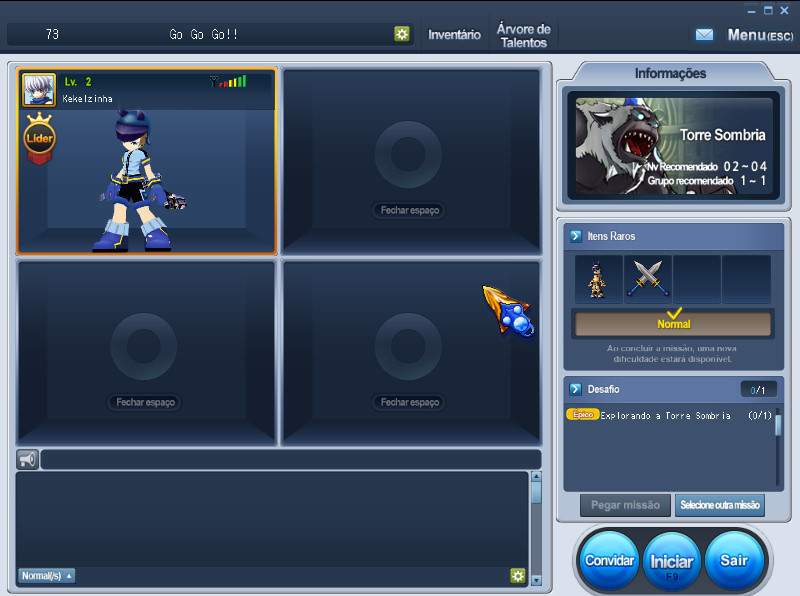 73 Go Go Go!! Inventário Árvore de Talentos Menu(ESC)
Lv. 2
Kekelzinha
Líder
Fechar espaço
Fechar espaço
Fechar espaço
Normal(s)
Informações
Torre Sombria
Nv Recomendado 02~04
Grupo recomendado 1~1
Itens Raros
Normal
Ao concluir a missão, uma nova
dificuldade estará disponível.
Desafio 0/1
Épico Explorando a Torre Sombria (0/1)
Pegar missão Selecione outra missão
Convidar Iniciar Sair
F9